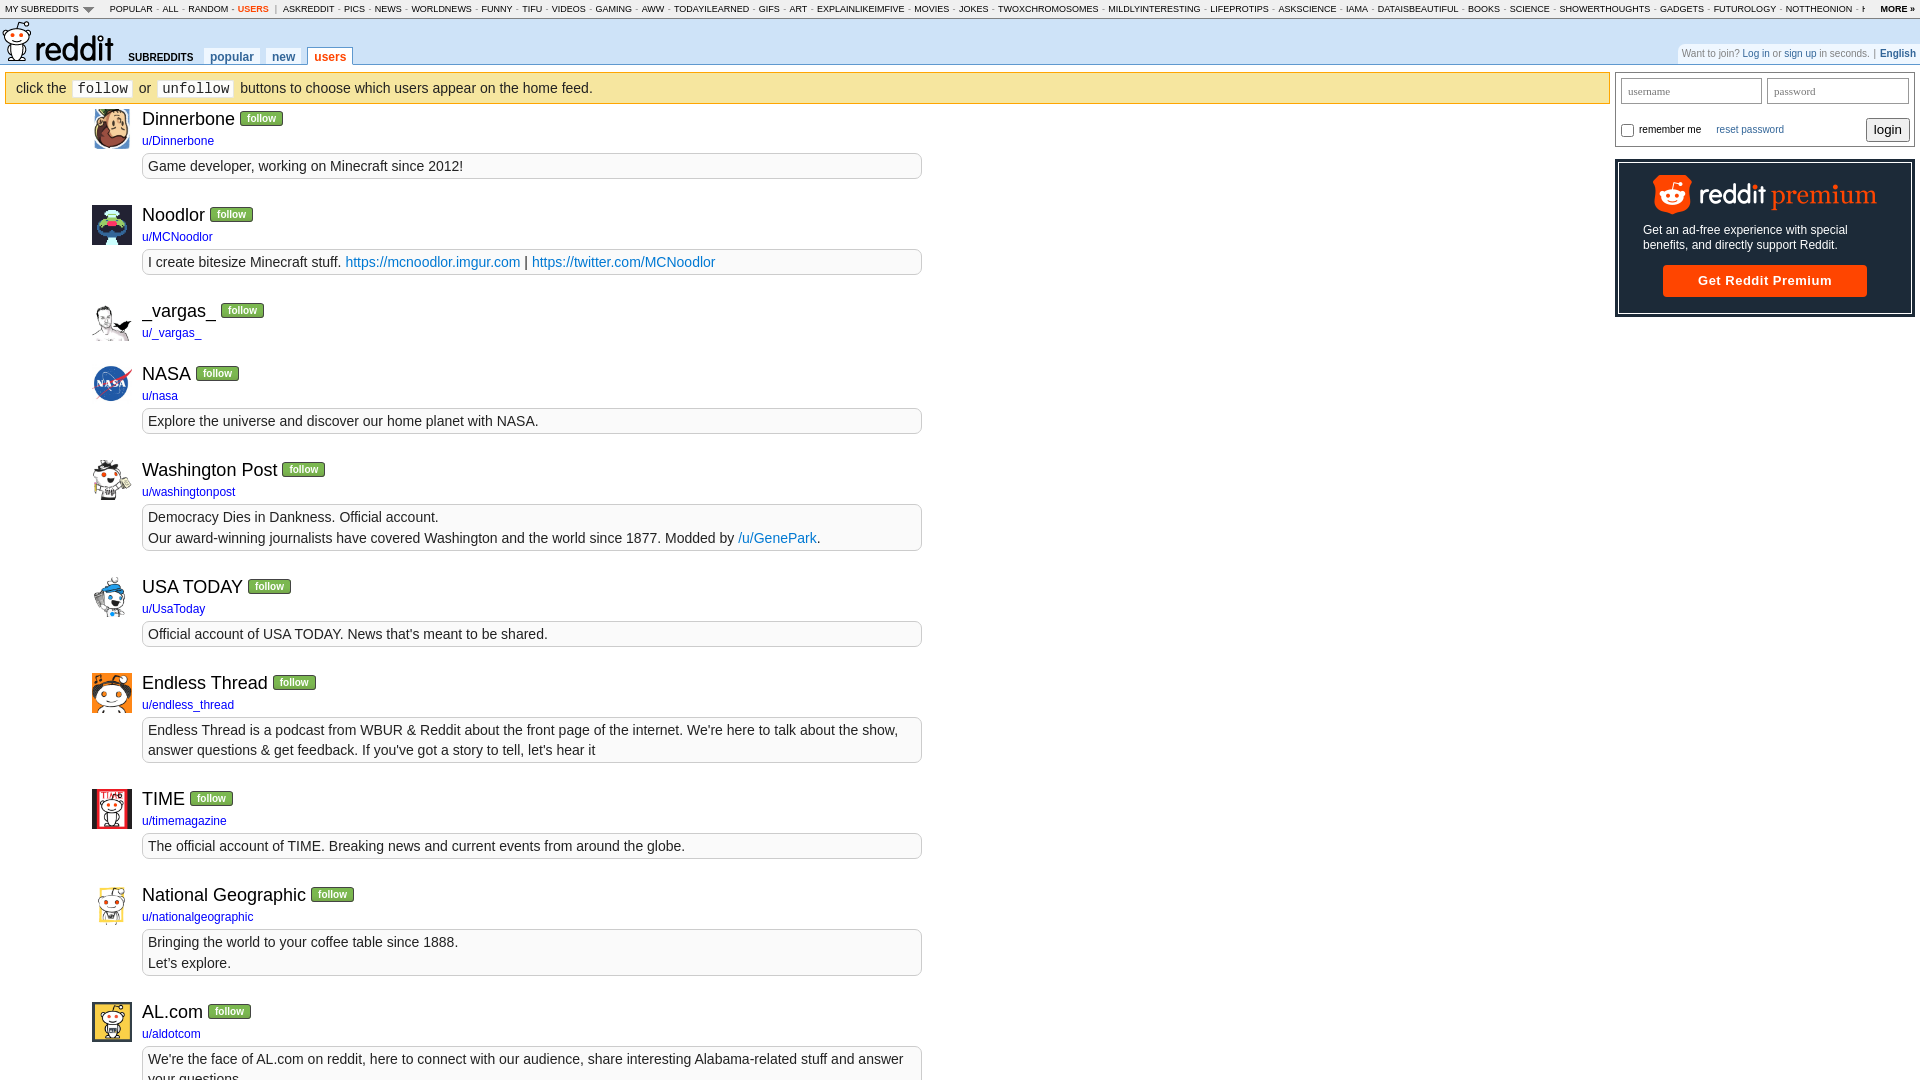 MY SUBREDDITS POPULAR - ALL - RANDOM - USERS | ASKREDDIT - PICS - NEWS - WORLDNEWS - FUNNY - TIFU - VIDEOS - GAMING - AWW - TODAYILEARNED - GIFS - ART - EXPLAINLIKEIMFIVE - MOVIES - JOKES - TWOXCHROMOSOMES - MILDLYINTERESTING - LIFEPROTIPS - ASKSCIENCE - IAMA - DATAISBEAUTIFUL - BOOKS - SCIENCE - SHOWERTHOUGHTS - GADGETS - FUTUROLOGY - NOTTHEONION - MORE »
reddit SUBREDDITS popular new users
Want to join? Log in or sign up in seconds. | English
click the follow or unfollow buttons to choose which users appear on the home feed.
username password
remember me reset password login
reddit premium
Get an ad-free experience with special
benefits, and directly support Reddit.
Get Reddit Premium
Dinnerbone follow
u/Dinnerbone
Game developer, working on Minecraft since 2012!
Noodlor follow
u/MCNoodlor
I create bitesize Minecraft stuff. https://mcnoodlor.imgur.com | https://twitter.com/MCNoodlor
_vargas_ follow
u/_vargas_
NASA
NASA follow
u/nasa
Explore the universe and discover our home planet with NASA.
Washington Post follow
u/washingtonpost
Democracy Dies in Dankness. Official account.
Our award-winning journalists have covered Washington and the world since 1877. Modded by /u/GenePark.
USA TODAY follow
u/UsaToday
Official account of USA TODAY. News that's meant to be shared.
Endless Thread follow
u/endless_thread
Endless Thread is a podcast from WBUR & Reddit about the front page of the internet. We're here to talk about the show,
answer questions & get feedback. If you've got a story to tell, let's hear it
TIME follow
u/timemagazine
The official account of TIME. Breaking news and current events from around the globe.
National Geographic follow
u/nationalgeographic
Bringing the world to your coffee table since 1888.
Let’s explore.
AL.com follow
u/aldotcom
We're the face of AL.com on reddit, here to connect with our audience, share interesting Alabama-related stuff and answer
your questions